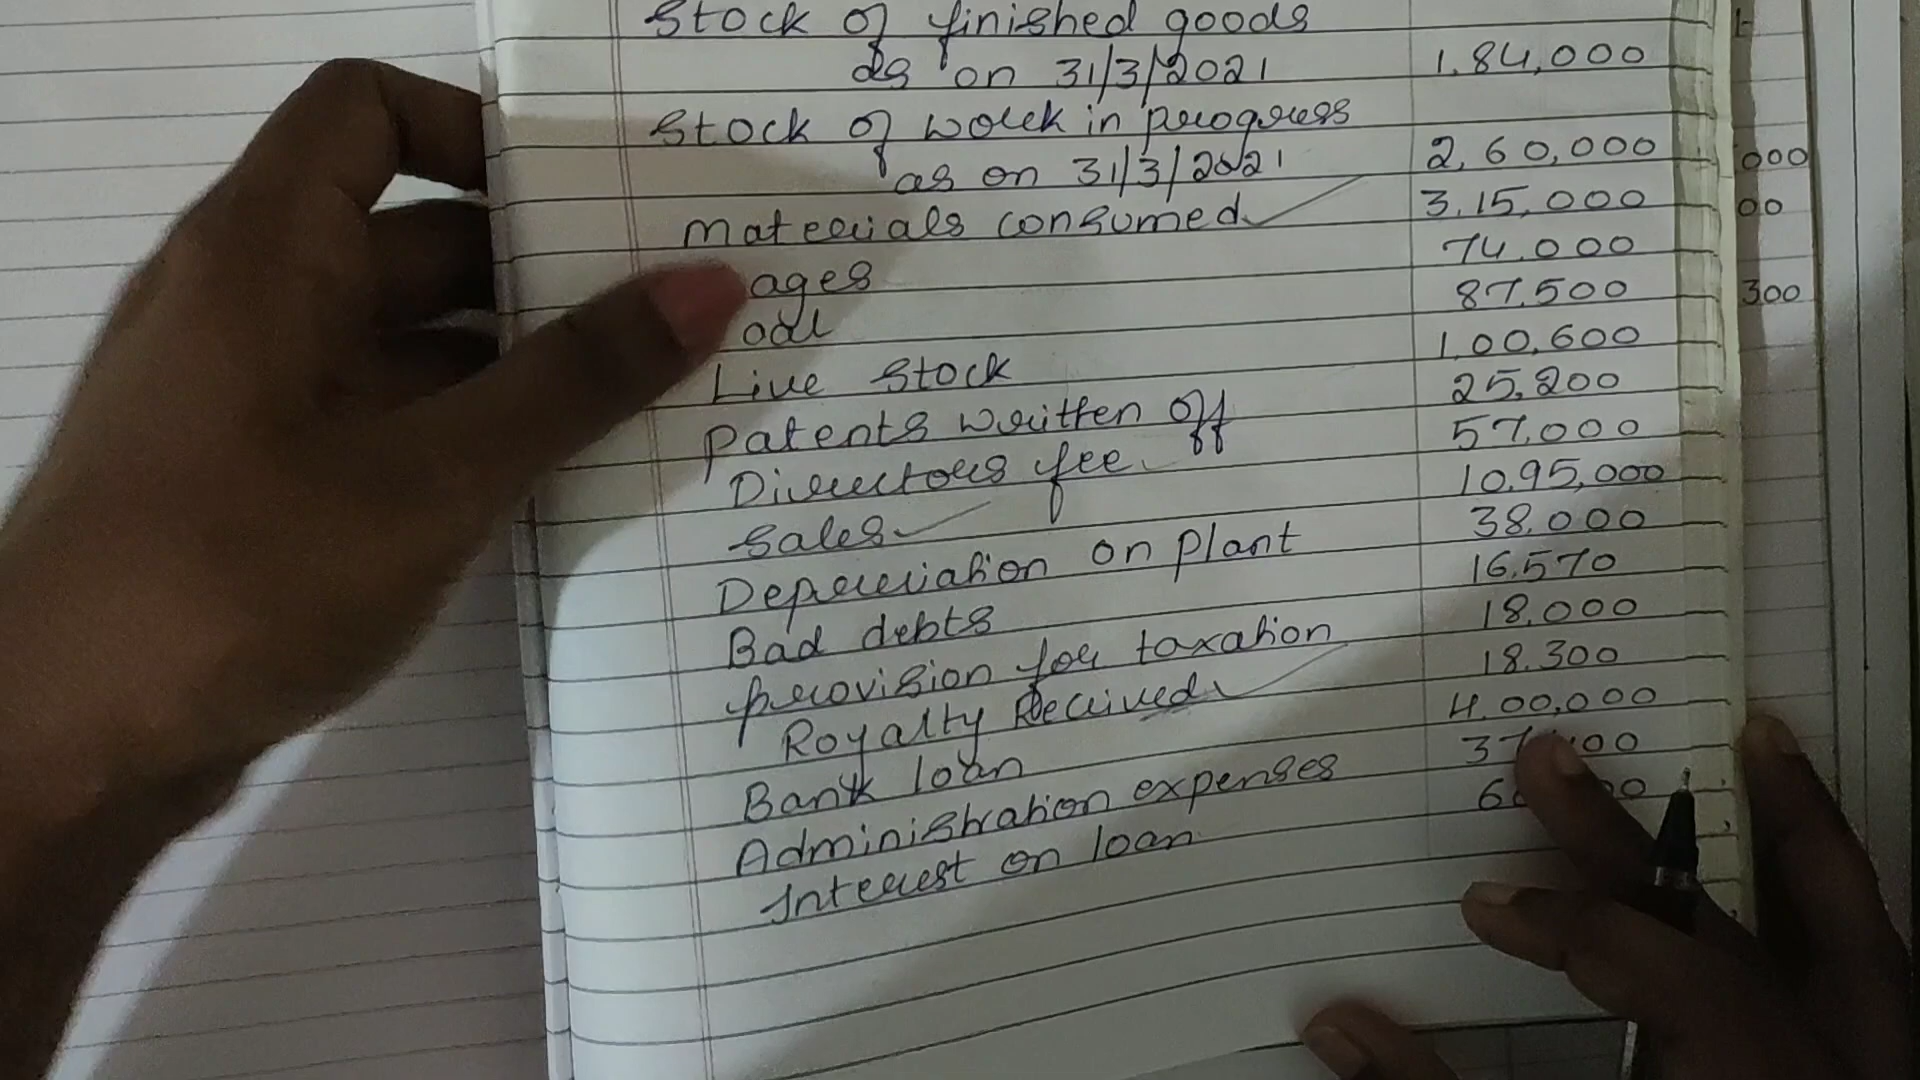 Stock of finished goods
as on 31/3/2021 1,84,000
Stock of work in progress
as on 31/3/2021 2,60,000
Materials consumed 3,15,000
ages 74,000
oal 87,500
Live Stock 1,00,600
Patents written off 25,200
Directors fee 57,000
Sales 10,95,000
Depreciation on plant 38,000
Bad debts 16,570
Provision for taxation 18,000
Royalty Received 18,300
Bank loan 4,00,000
Administration expenses
Interest on loan
000
00
300